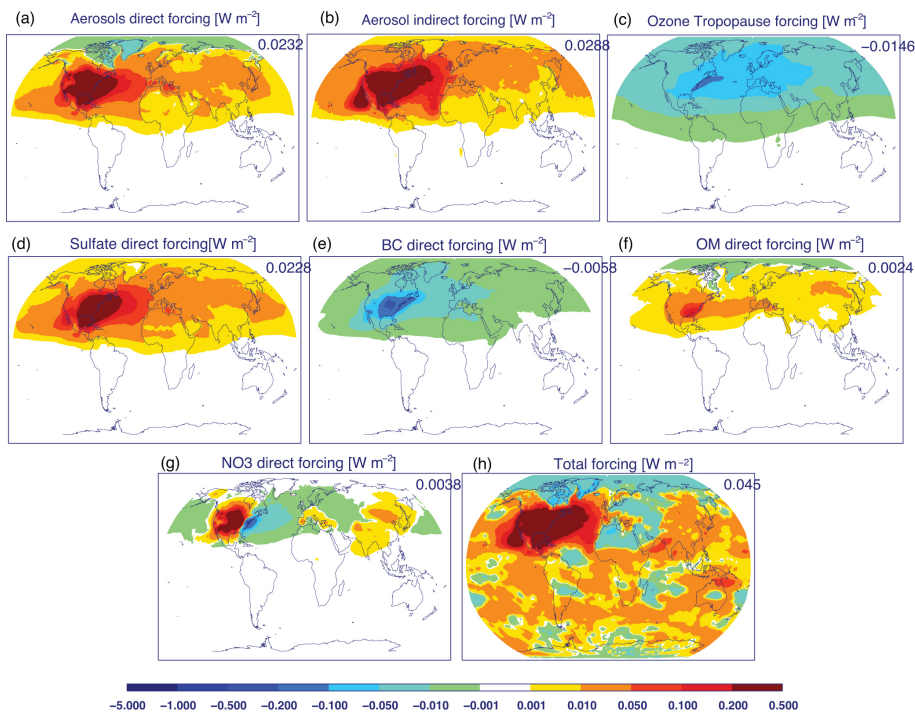 (a) Aerosols direct forcing [W m−2]
0.0232
(b) Aerosol indirect forcing [W m−2]
0.0288
(c) Ozone Tropopause forcing [W m−2]
−0.0146
(d) Sulfate direct forcing[W m−2]
0.0228
(e) BC direct forcing [W m−2]
−0.0058
(f) OM direct forcing [W m−2]
0.0024
(g) NO3 direct forcing [W m−2]
0.0038
(h) Total forcing [W m−2]
0.045
−5.000 −1.000 −0.500 −0.200 −0.100 −0.050 −0.010 −0.001 0.001 0.010 0.050 0.100 0.200 0.500